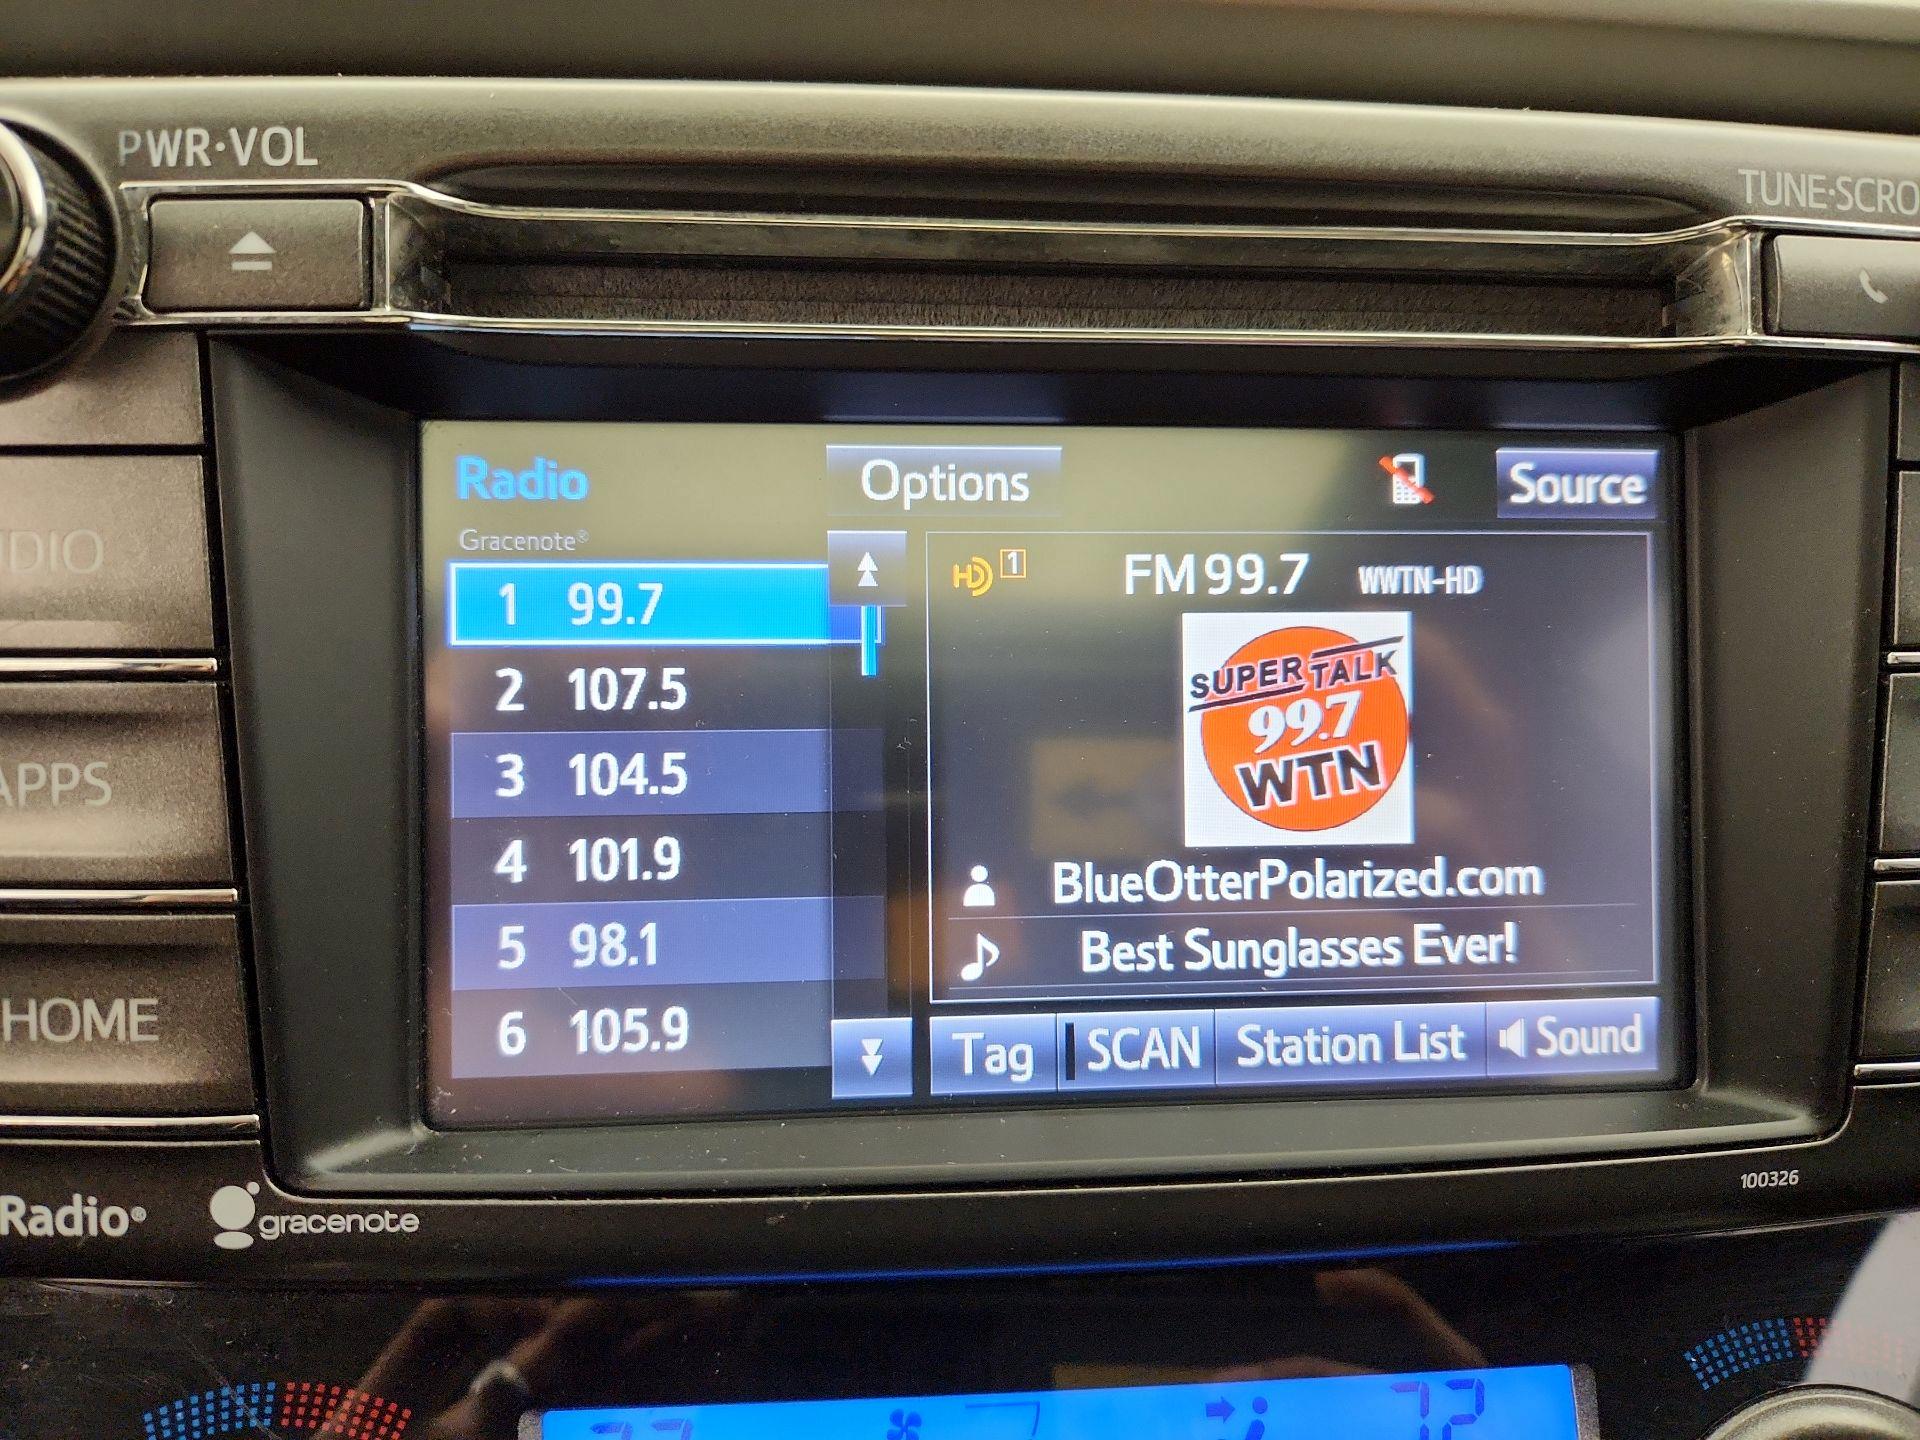 PWR·VOL
TUNE·SCRO
DIO
APPS
HOME
Radio
Options
Source
Gracenote®
1 99.7
2 107.5
3 104.5
4 101.9
5 98.1
6 105.9
HD 1 FM 99.7 WWTN-HD
SUPER TALK
99.7
WTN
BlueOtterPolarized.com
Best Sunglasses Ever!
Tag SCAN Station List Sound
100326
Radio®
gracenote
72